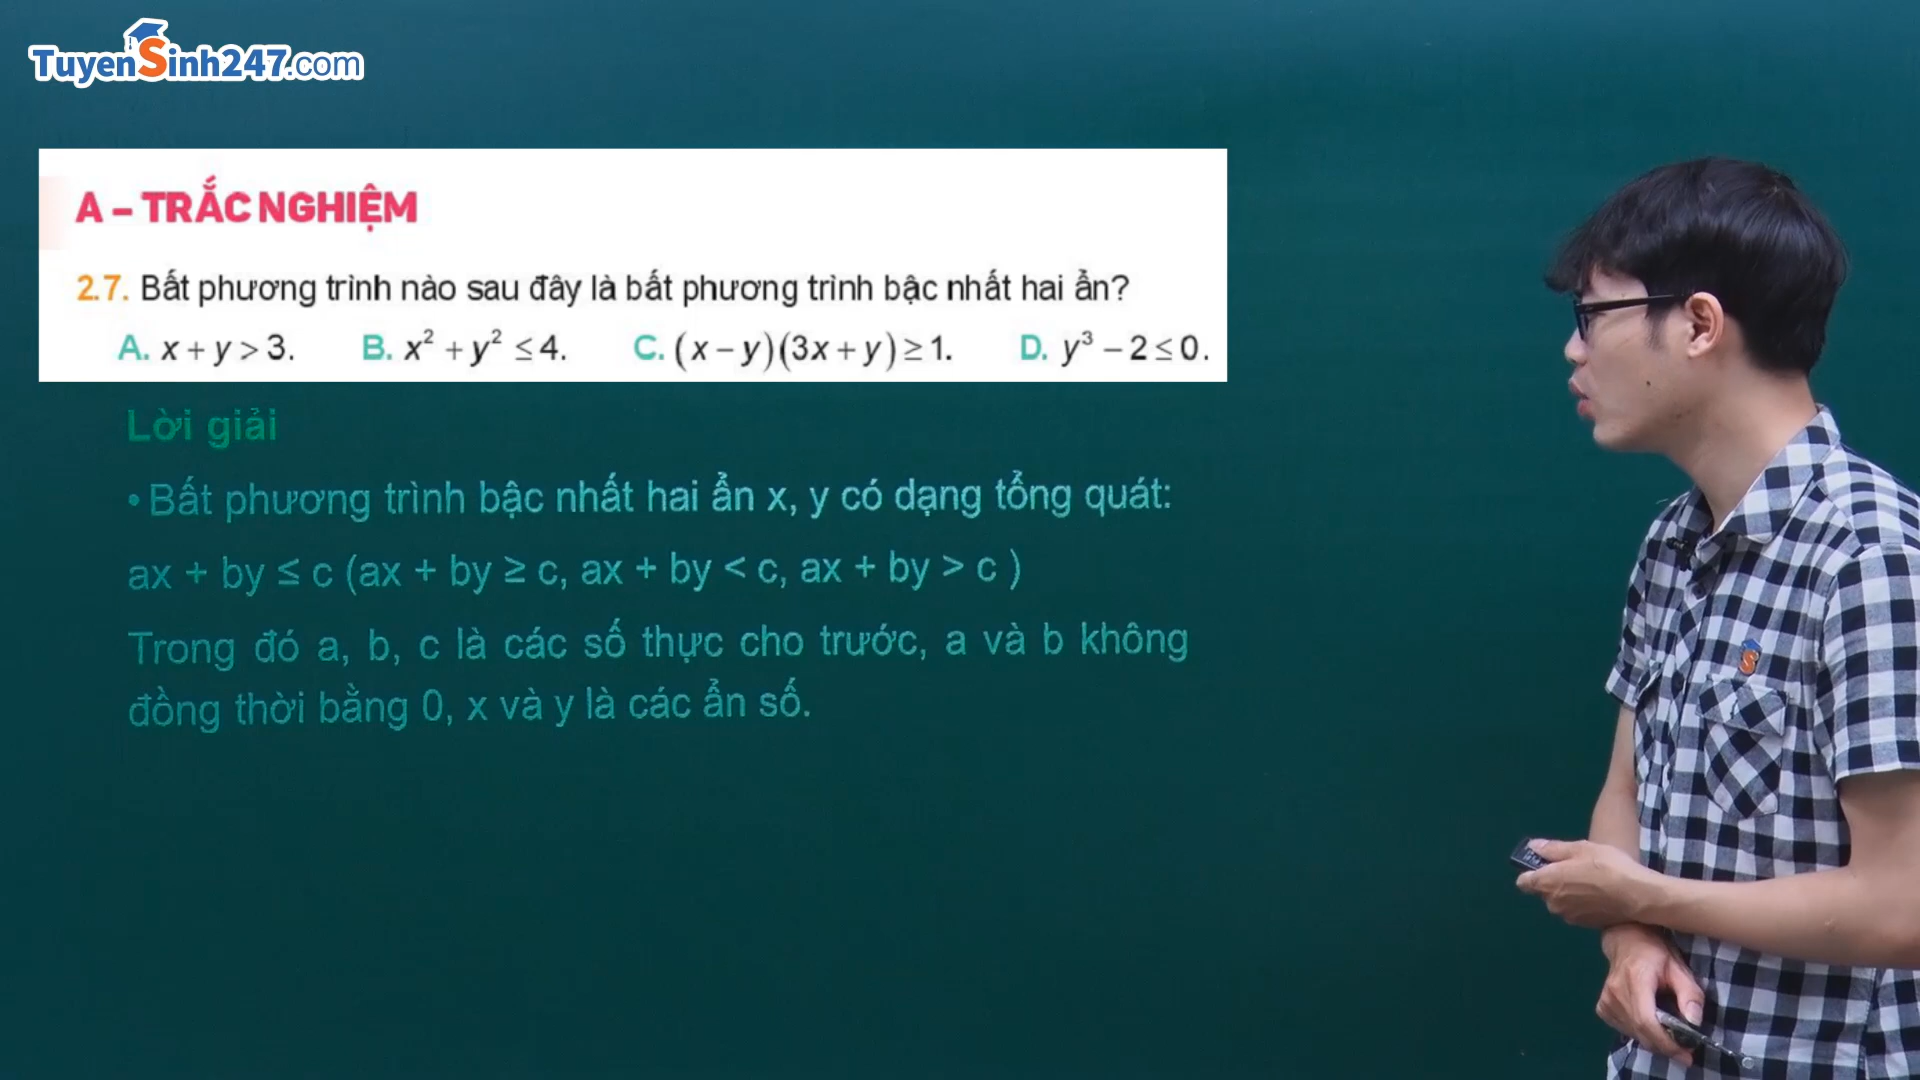 TuyenSinh247.com
A – TRẮC NGHIỆM
2.7. Bất phương trình nào sau đây là bất phương trình bậc nhất hai ẩn?
A. x + y > 3. B. x² + y² ≤ 4. C. (x – y)(3x + y) ≥ 1. D. y³ – 2 ≤ 0.
Lời giải
• Bất phương trình bậc nhất hai ẩn x, y có dạng tổng quát:
ax + by ≤ c (ax + by ≥ c, ax + by < c, ax + by > c )
Trong đó a, b, c là các số thực cho trước, a và b không
đồng thời bằng 0, x và y là các ẩn số.